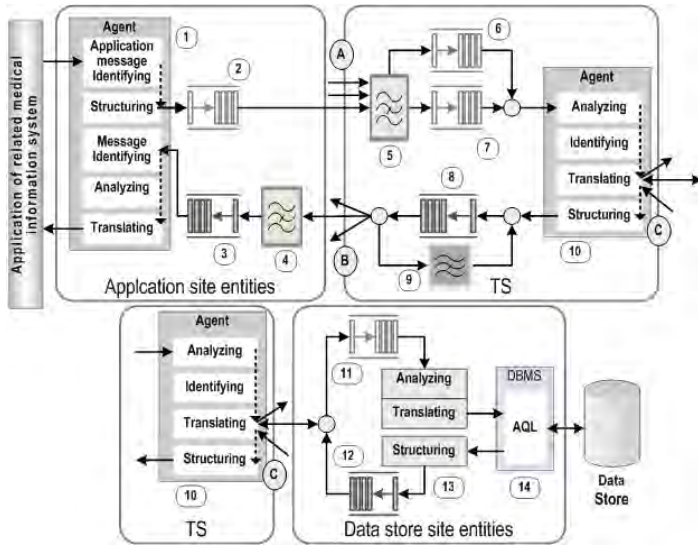 Application of related medical
information system
Agent
Application
message
Identifying
Structuring
Message
Identifying
Analyzing
Translating
1
2
3
4
Applcation site entities
A
B
5
6
7
8
9
Agent
Analyzing
Identifying
Translating
Structuring
10
C
TS
Agent
Analyzing
Identifying
Translating
Structuring
10
C
TS
11
12
Analyzing
Translating
Structuring
13
DBMS
AQL
14
Data store site entities
Data
Store